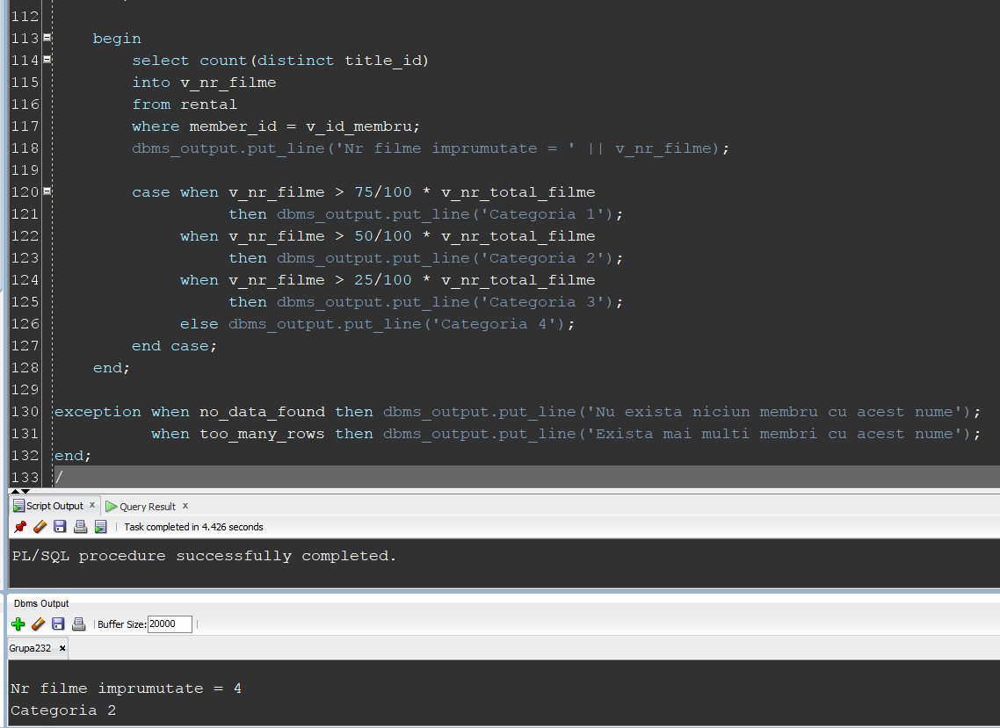 112
113 begin
114 select count(distinct title_id)
115 into v_nr_filme
116 from rental
117 where member_id = v_id_membru;
118 dbms_output.put_line('Nr filme imprumutate = ' || v_nr_filme);
119
120 case when v_nr_filme > 75/100 * v_nr_total_filme
121 then dbms_output.put_line('Categoria 1');
122 when v_nr_filme > 50/100 * v_nr_total_filme
123 then dbms_output.put_line('Categoria 2');
124 when v_nr_filme > 25/100 * v_nr_total_filme
125 then dbms_output.put_line('Categoria 3');
126 else dbms_output.put_line('Categoria 4');
127 end case;
128 end;
129
130 exception when no_data_found then dbms_output.put_line('Nu exista niciun membru cu acest nume');
131 when too_many_rows then dbms_output.put_line('Exista mai multi membri cu acest nume');
132 end;
133 /
Script Output x Query Result x
Task completed in 4.426 seconds
PL/SQL procedure successfully completed.
Dbms Output
Buffer Size: 20000
Grupa232 x
Nr filme imprumutate = 4
Categoria 2